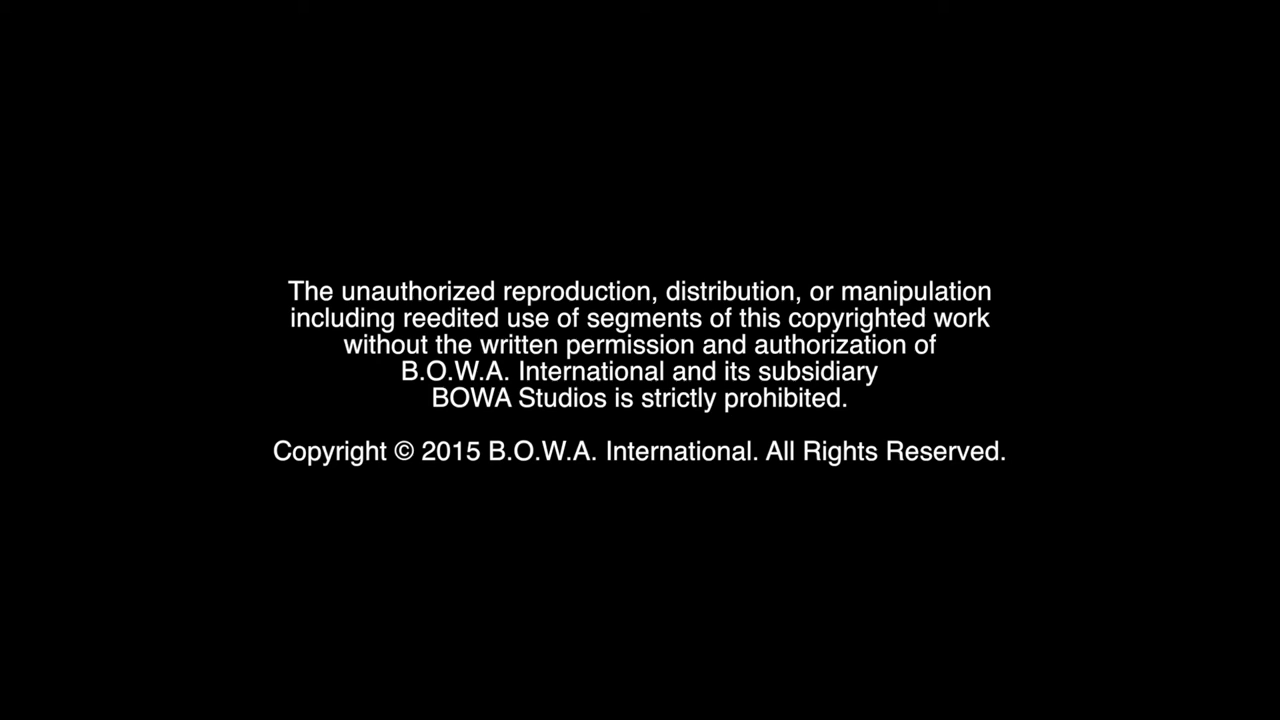 The unauthorized reproduction, distribution, or manipulation
including reedited use of segments of this copyrighted work
without the written permission and authorization of
B.O.W.A. International and its subsidiary
BOWA Studios is strictly prohibited.
Copyright © 2015 B.O.W.A. International. All Rights Reserved.